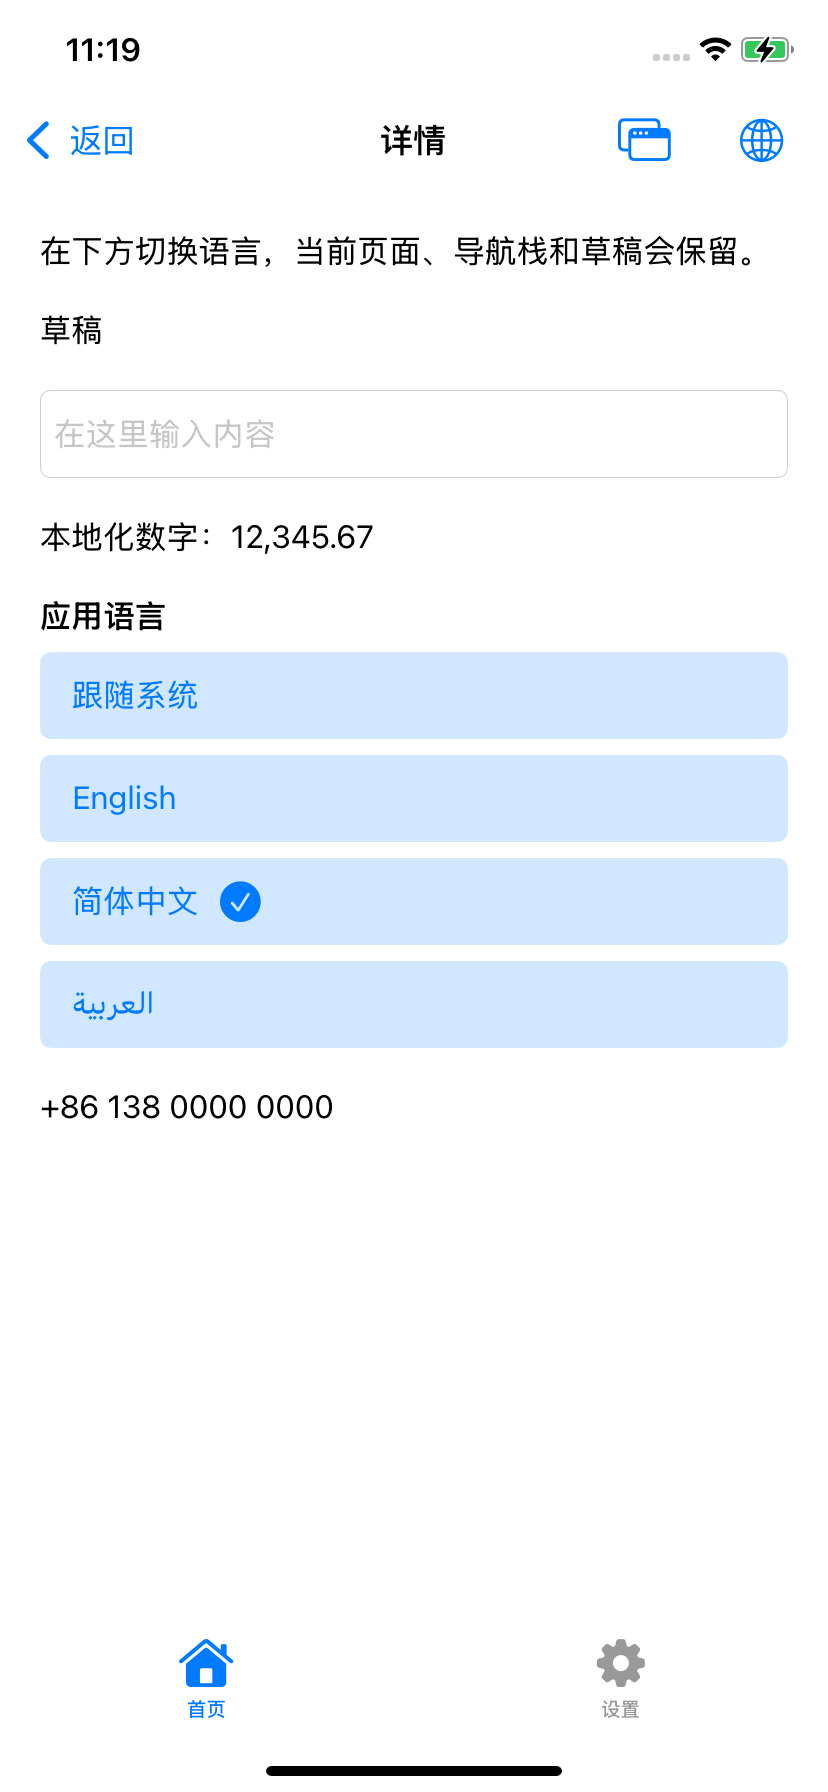 11:19
返回
详情
在下方切换语言，当前页面、导航栈和草稿会保留。
草稿
在这里输入内容
本地化数字：12,345.67
应用语言
跟随系统
English
简体中文
العربية
+86 138 0000 0000
首页
设置